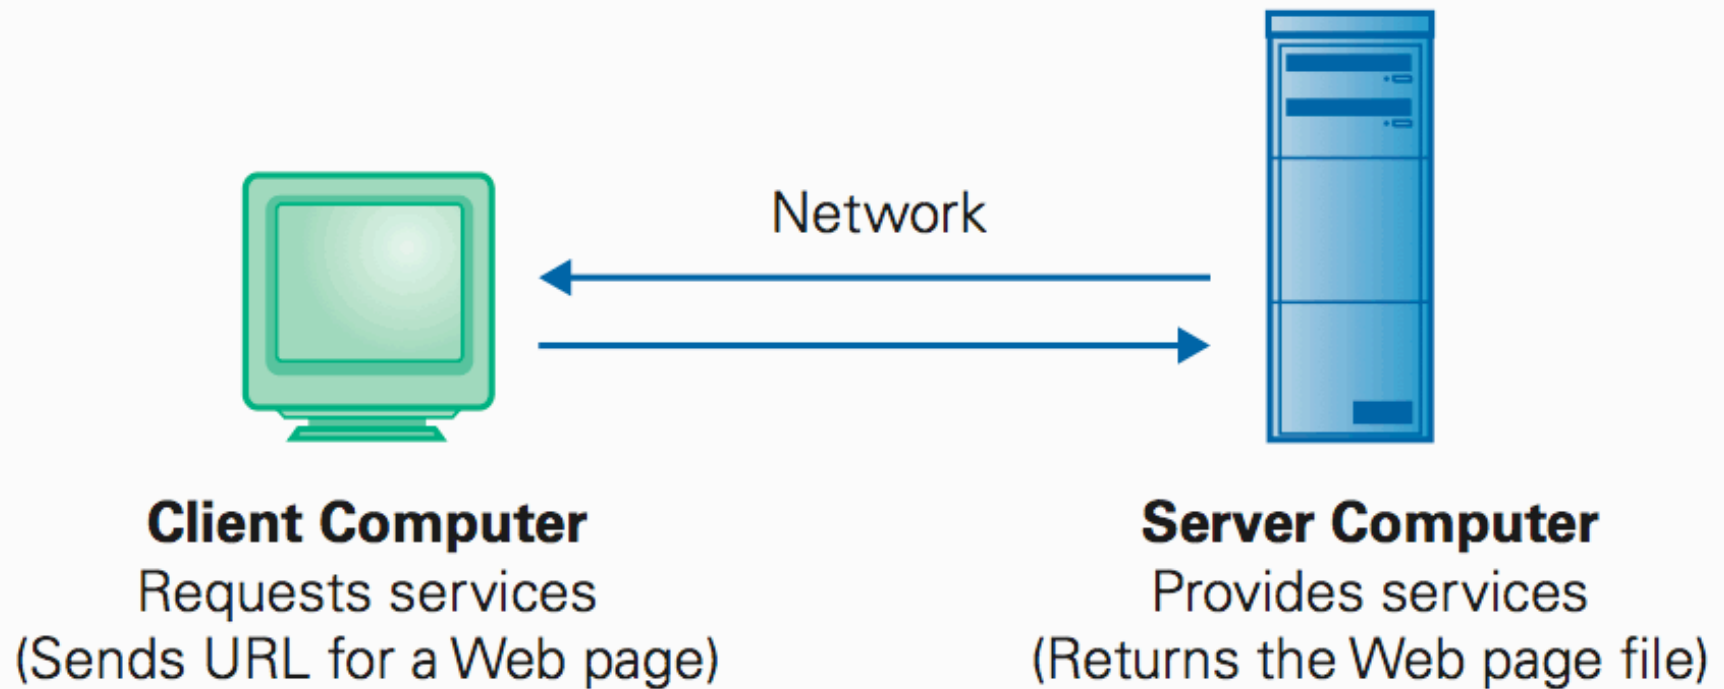 Network
Client Computer
Requests services
(Sends URL for a Web page)
Server Computer
Provides services
(Returns the Web page file)